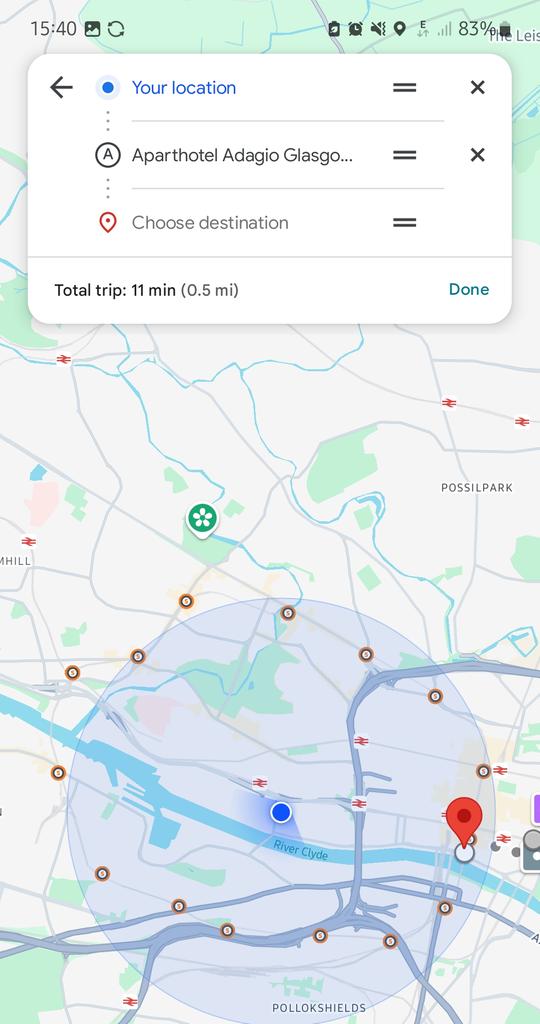 15:40
E
83%
The Leis
Your location
A
Aparthotel Adagio Glasgo...
Choose destination
Total trip: 11 min (0.5 mi)
Done
POSSILPARK
MHILL
River Clyde
POLLOKSHIELDS